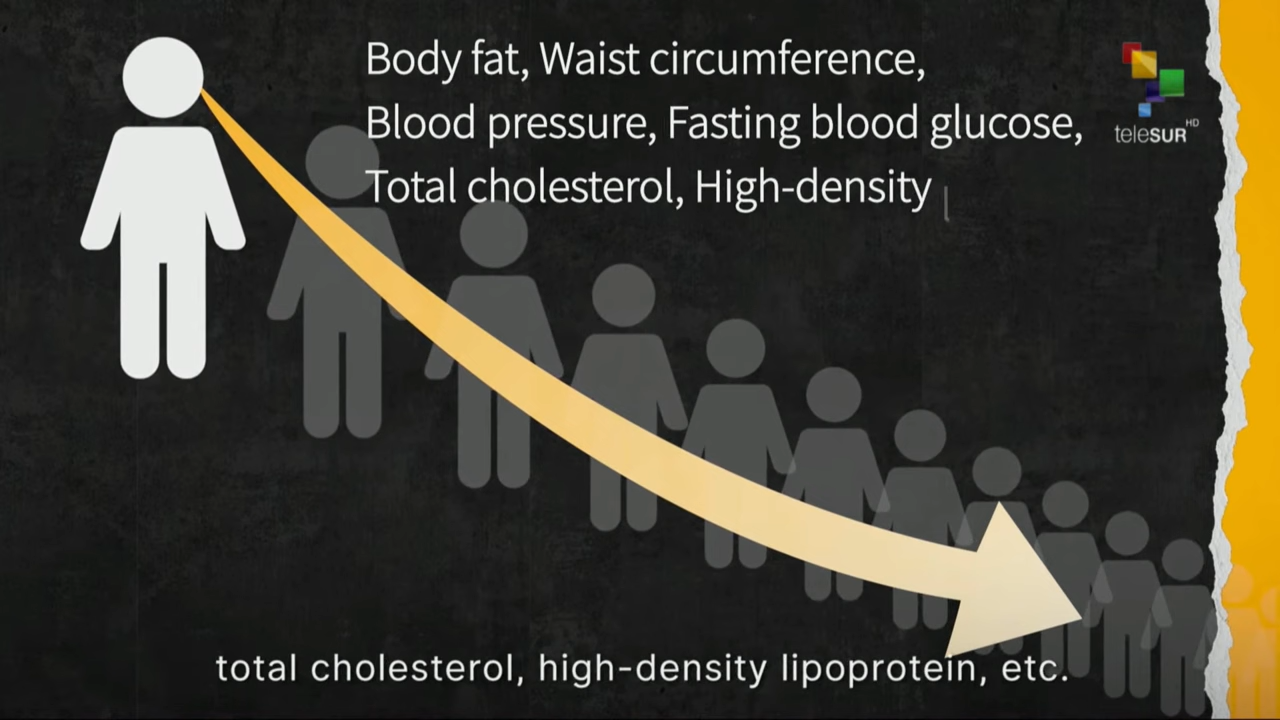 Body fat, Waist circumference,
Blood pressure, Fasting blood glucose,
Total cholesterol, High-density
teleSUR HD
total cholesterol, high-density lipoprotein, etc.